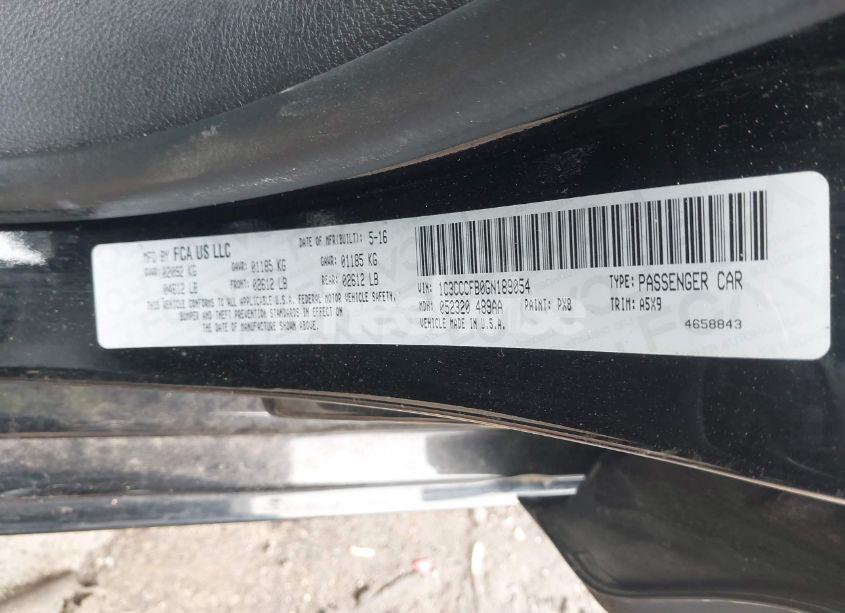 MFD BY FCA US LLC
DATE OF MFR(BUILT): 5-16
GVWR: 02092 KG
04612 LB
GAWR: 01185 KG
FRONT: 02612 LB
GAWR: 01185 KG
REAR: 02612 LB
THIS VEHICLE CONFORMS TO ALL APPLICABLE U.S.A. FEDERAL MOTOR VEHICLE SAFETY,
BUMPER AND THEFT PREVENTION STANDARDS IN EFFECT ON
THE DATE OF MANUFACTURE SHOWN ABOVE.
VIN: 1C3CCCFB0GN189054
TYPE: PASSENGER CAR
MDH: 052320 489AA
PAINT: PX8
TRIM: A5X9
VEHICLE MADE IN U.S.A.
4658843